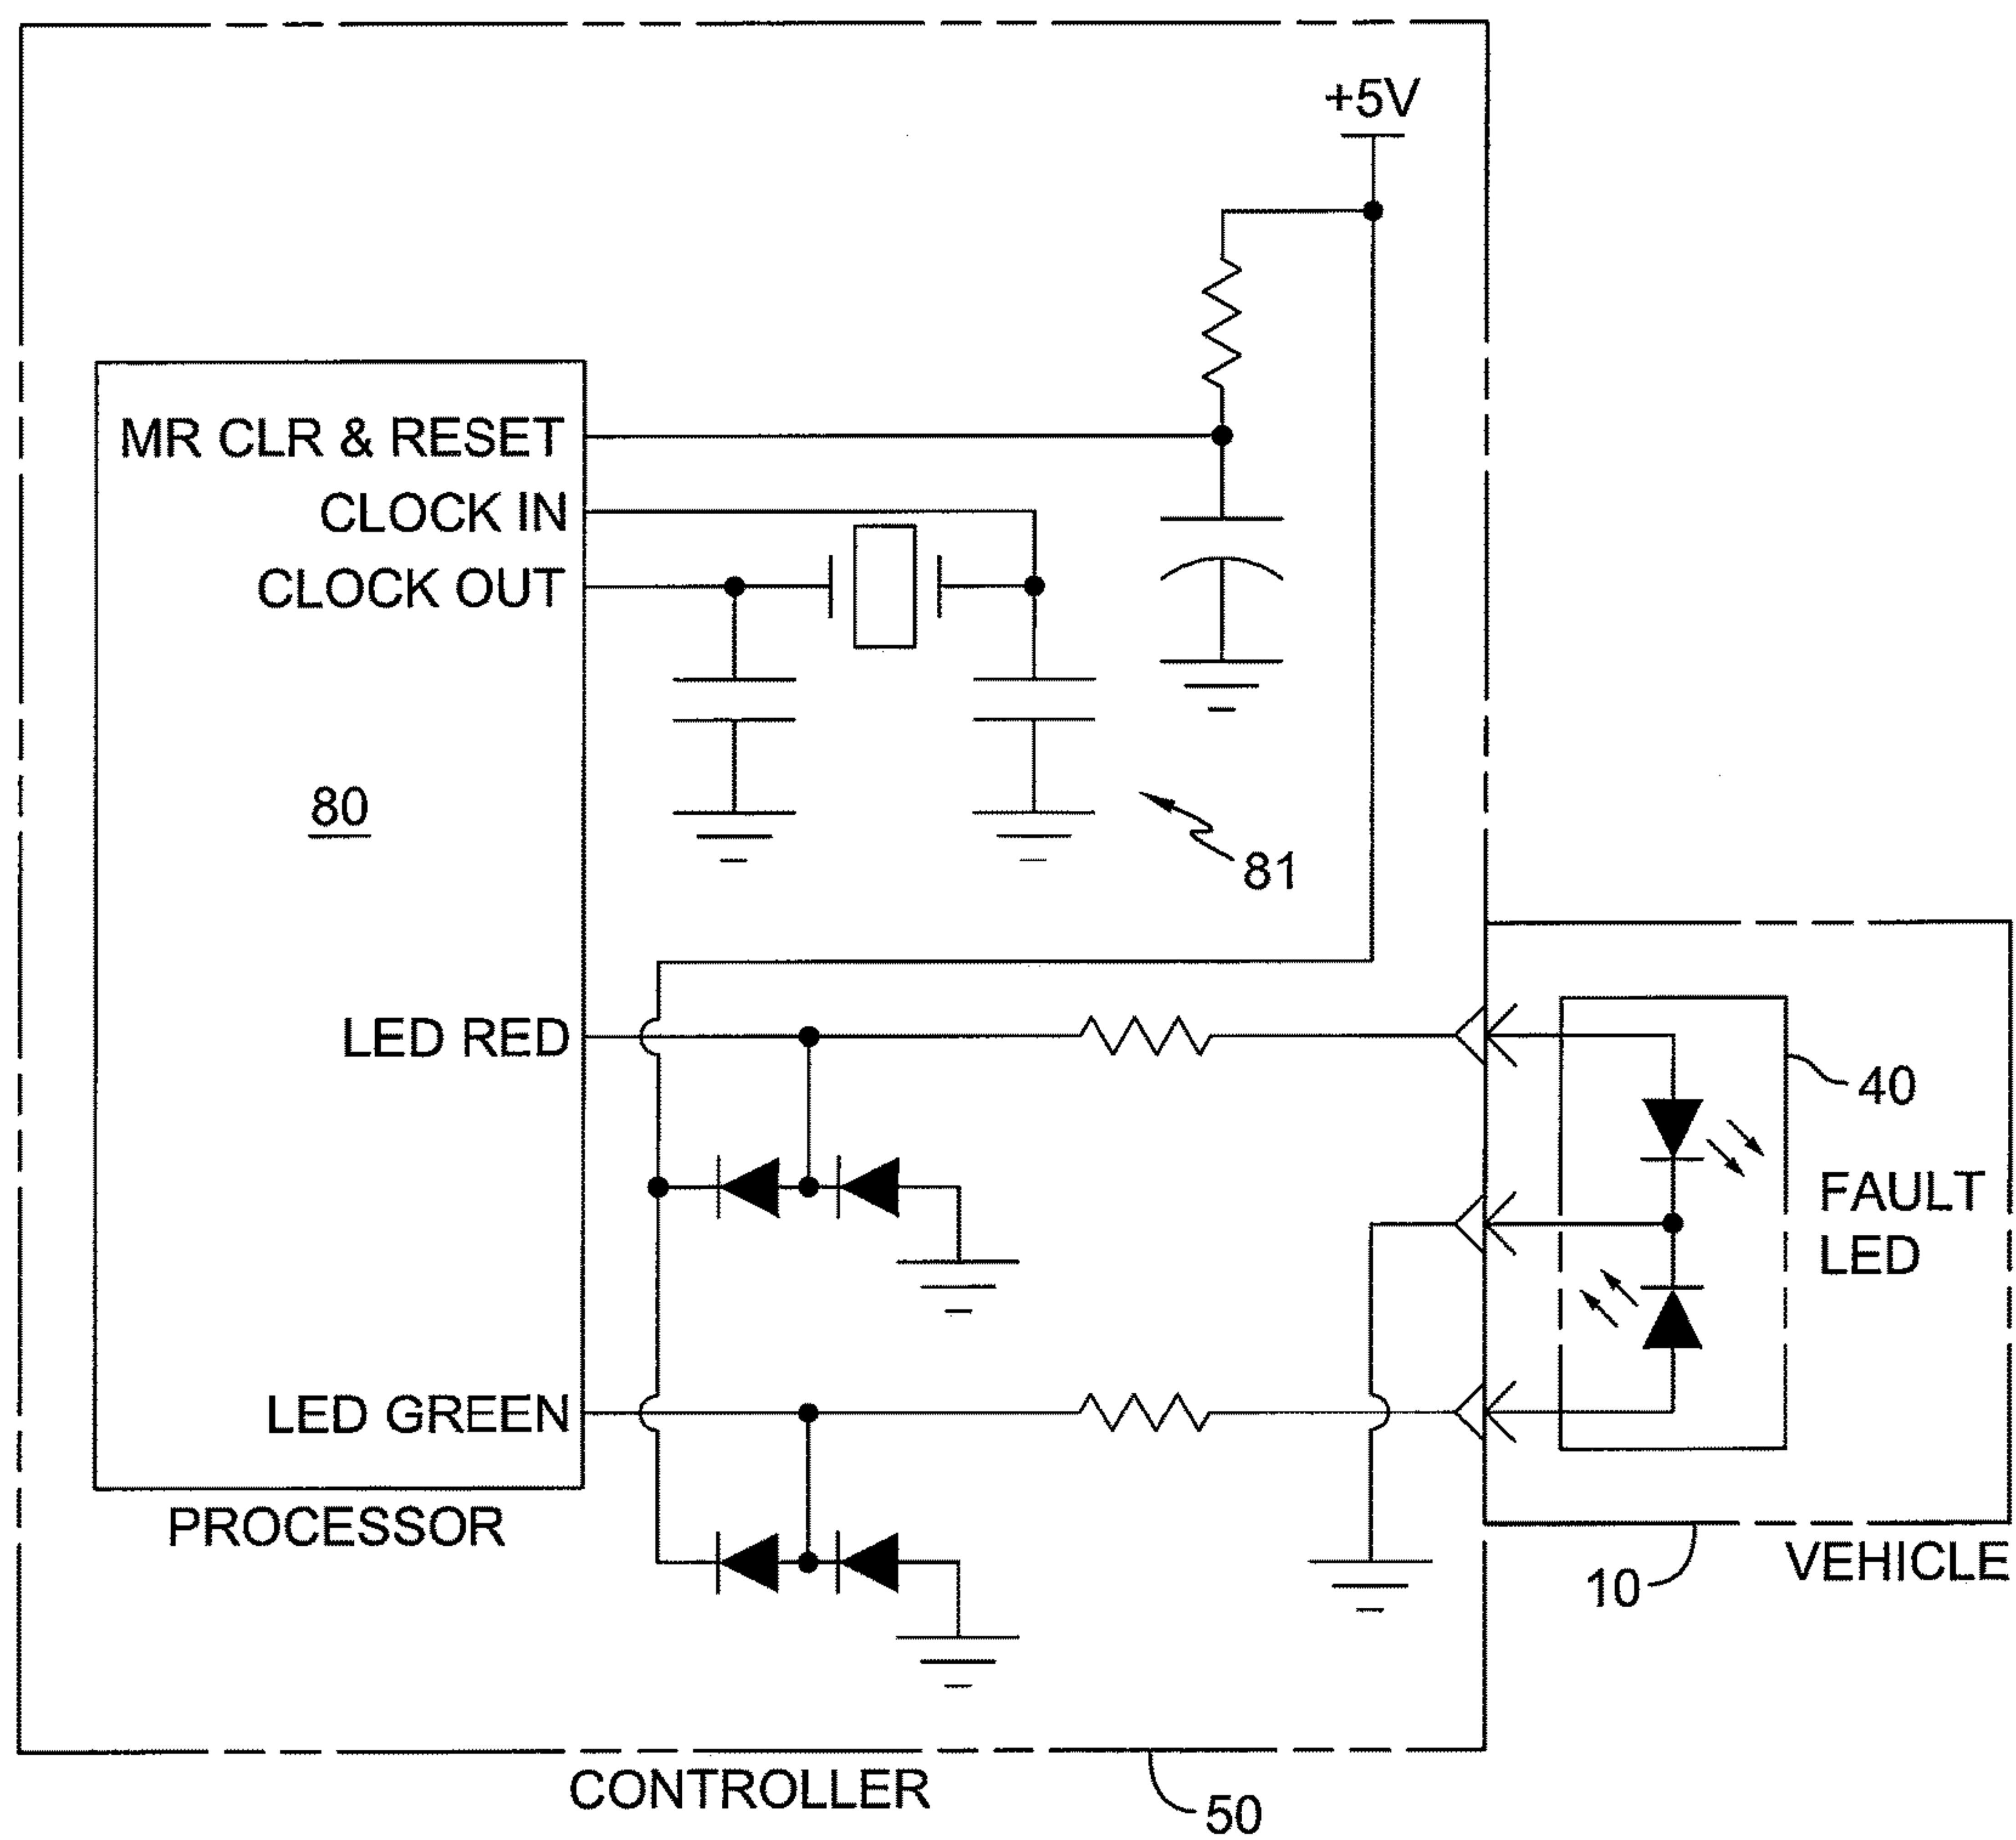 +5V
MR CLR & RESET
CLOCK IN
CLOCK OUT
80
81
LED RED
40
FAULT
LED
LED GREEN
PROCESSOR
10
VEHICLE
CONTROLLER
50